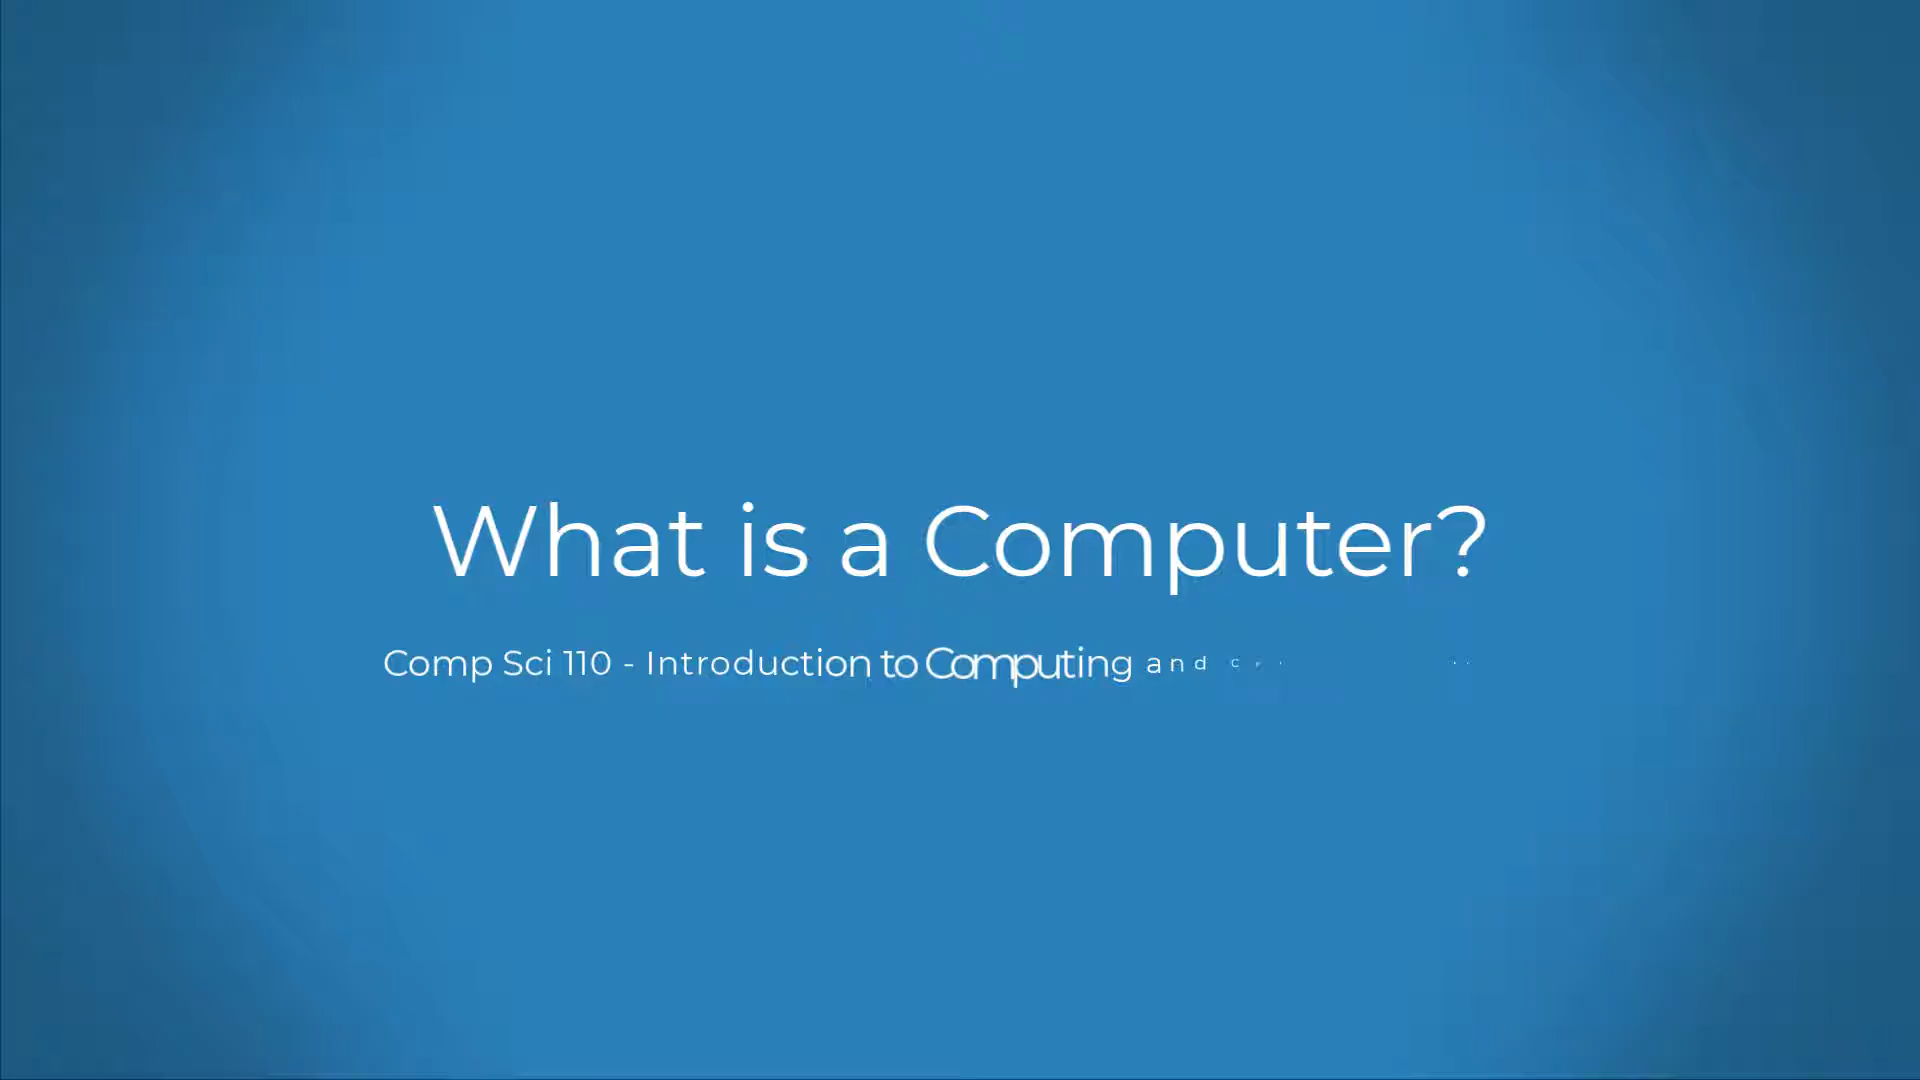 What is a Computer?
Comp Sci 110 - Introduction to Computing and